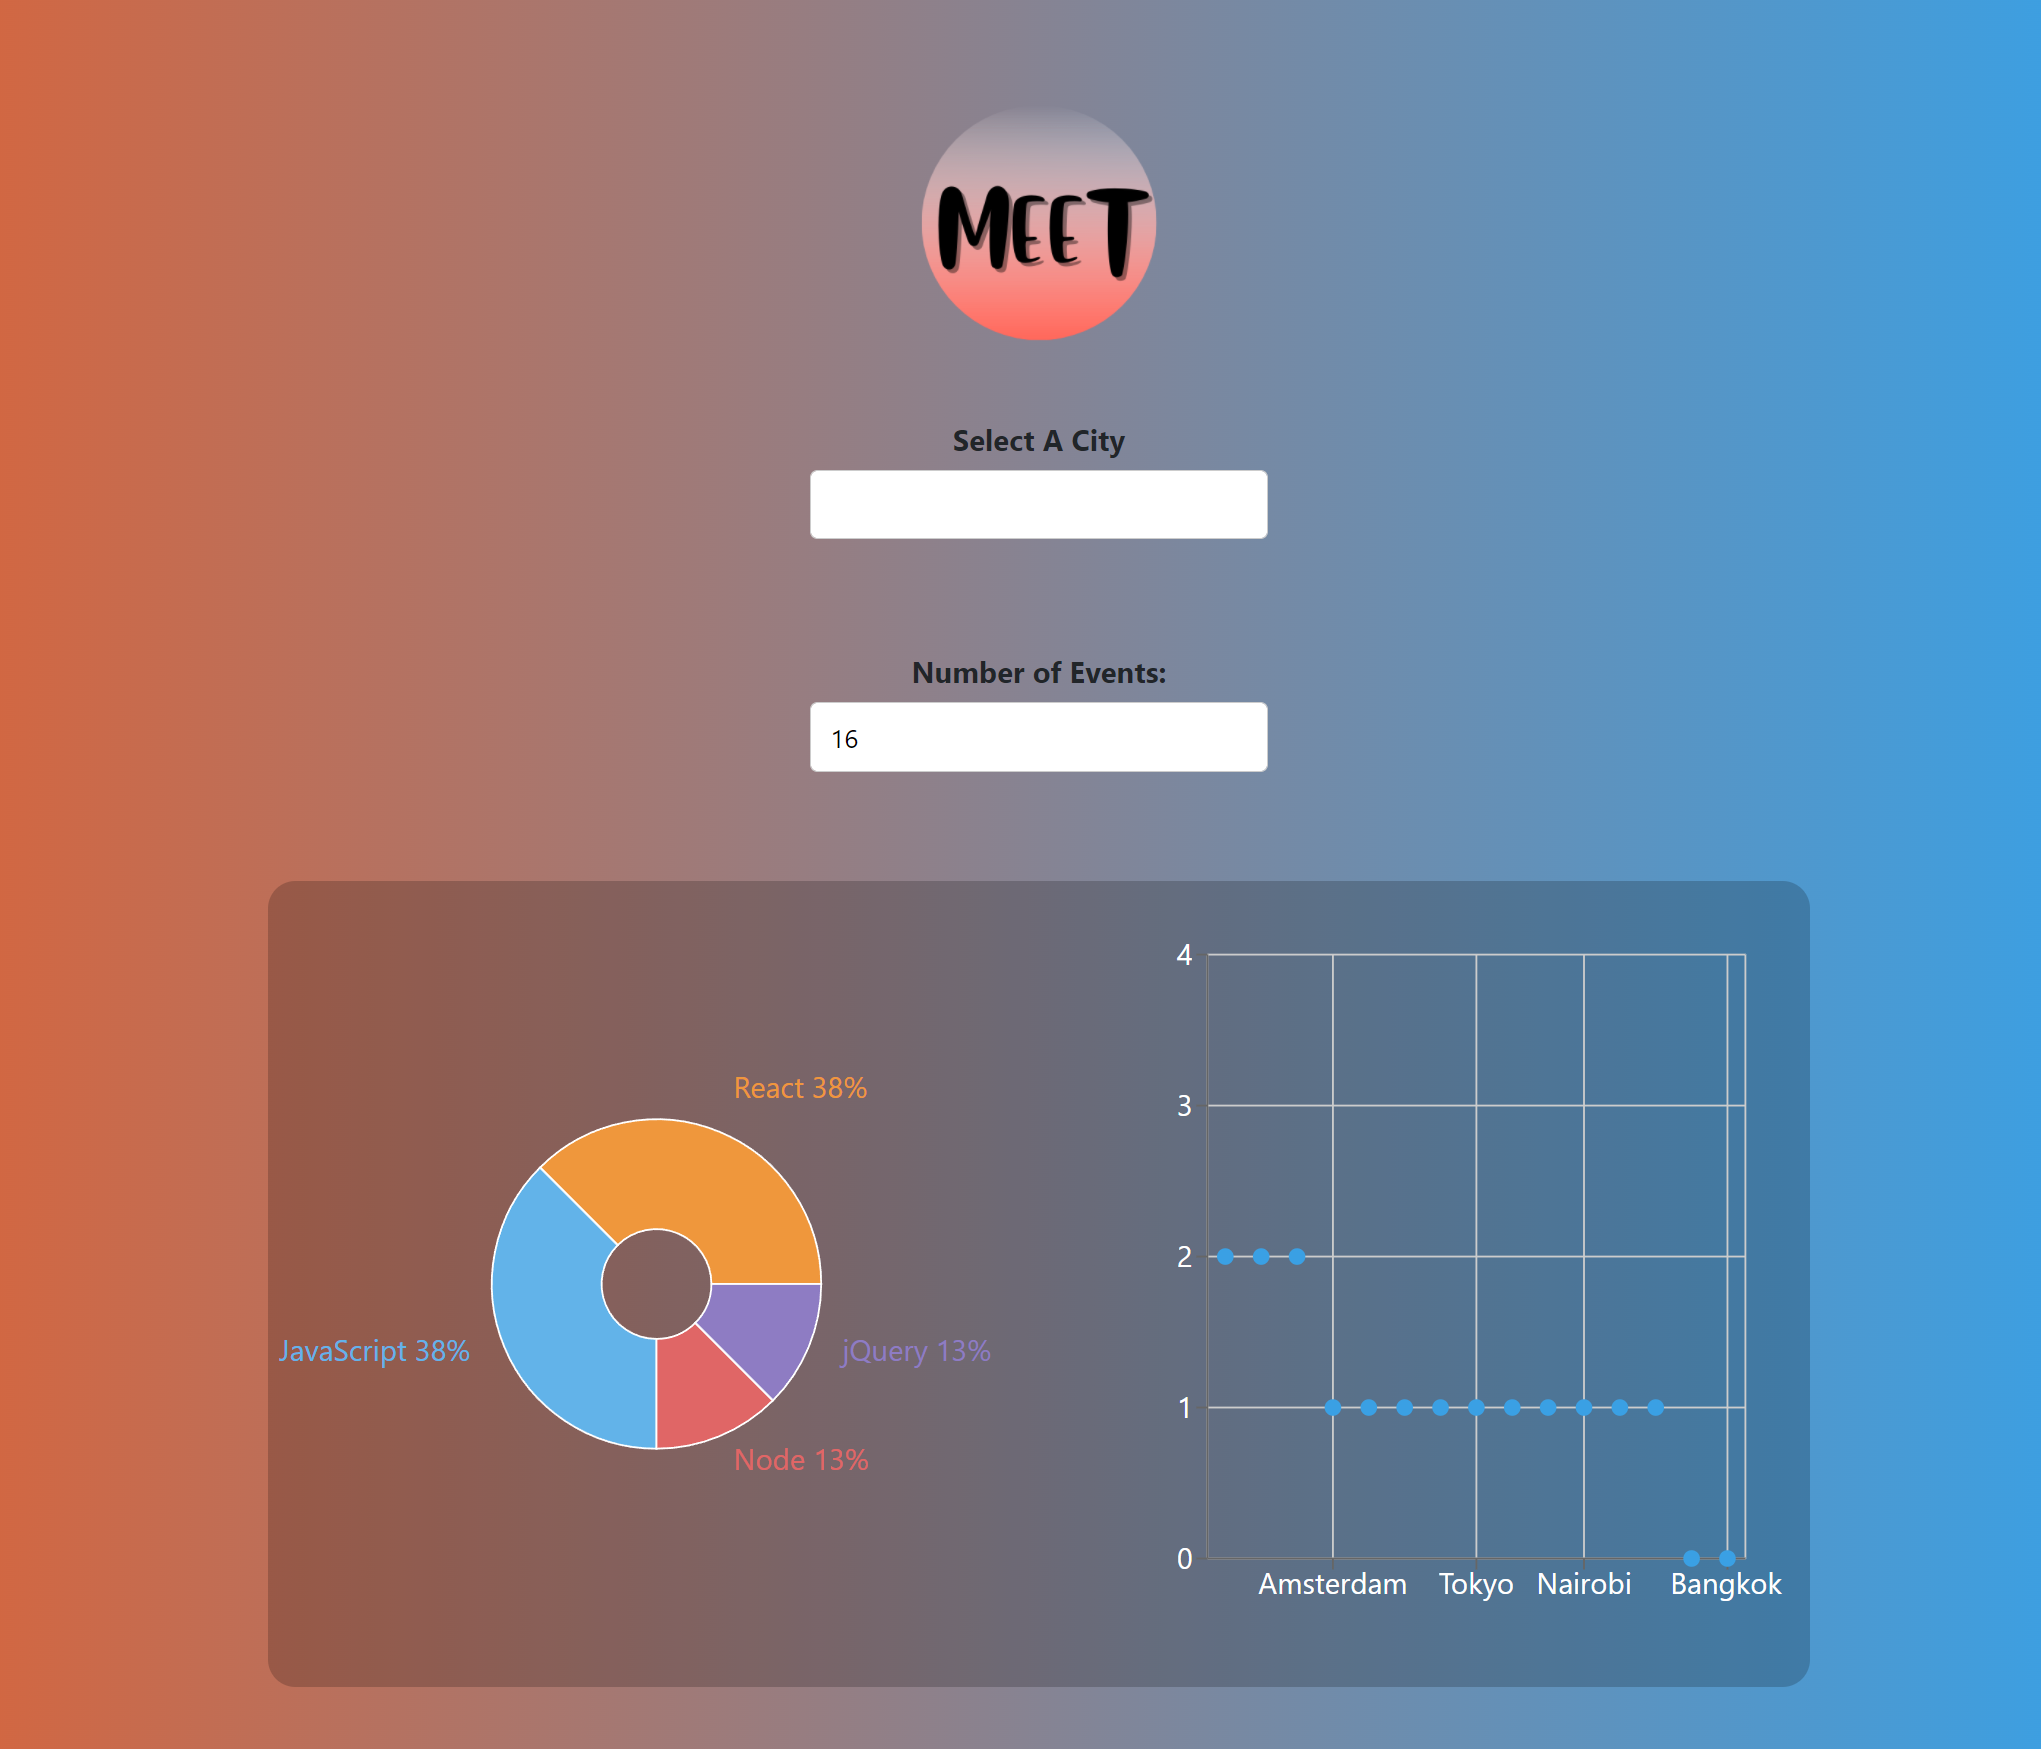 MEET
Select A City
Number of Events:
16
React 38%
JavaScript 38%
jQuery 13%
Node 13%
4
3
2
1
0
Amsterdam Tokyo Nairobi Bangkok